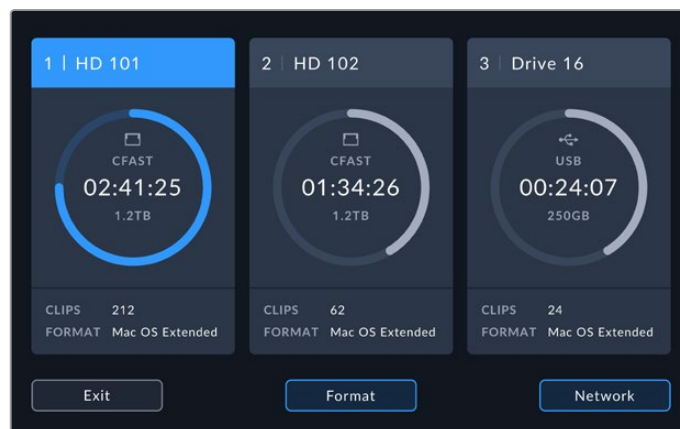 1 | HD 101
CFAST
02:41:25
1.2TB
CLIPS 212
FORMAT Mac OS Extended
2 | HD 102
CFAST
01:34:26
1.2TB
CLIPS 62
FORMAT Mac OS Extended
3 | Drive 16
USB
00:24:07
250GB
CLIPS 24
FORMAT Mac OS Extended
Exit
Format
Network